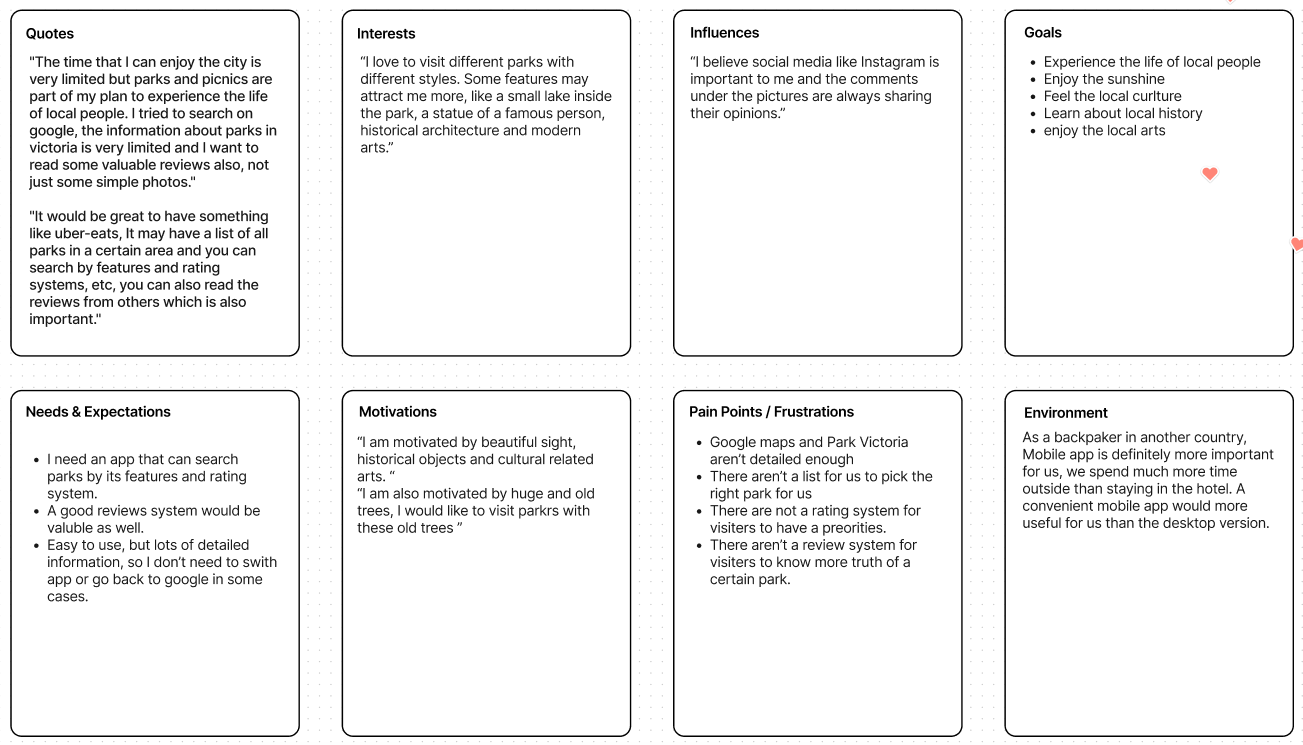 Quotes
"The time that I can enjoy the city is
very limited but parks and picnics are
part of my plan to experience the life
of local people. I tried to search on
google, the information about parks in
victoria is very limited and I want to
read some valuable reviews also, not
just some simple photos."
"It would be great to have something
like uber-eats, It may have a list of all
parks in a certain area and you can
search by features and rating
systems, etc, you can also read the
reviews from others which is also
important."
Interests
“I love to visit different parks with
different styles. Some features may
attract me more, like a small lake inside
the park, a statue of a famous person,
historical architecture and modern
arts.”
Influences
“I believe social media like Instagram is
important to me and the comments
under the pictures are always sharing
their opinions.”
Goals
• Experience the life of local people
• Enjoy the sunshine
• Feel the local curlture
• Learn about local history
• enjoy the local arts
Needs & Expectations
• I need an app that can search
parks by its features and rating
system.
• A good reviews system would be
valuble as well.
• Easy to use, but lots of detailed
information, so I don’t need to swith
app or go back to google in some
cases.
Motivations
“I am motivated by beautiful sight,
historical objects and cultural related
arts. “
“I am also motivated by huge and old
trees, I would like to visit parkrs with
these old trees ”
Pain Points / Frustrations
• Google maps and Park Victoria
aren’t detailed enough
• There aren’t a list for us to pick the
right park for us
• There are not a rating system for
visitors to have a preorities.
• There aren’t a review system for
visitors to know more truth of a
certain park.
Environment
As a backpaker in another country,
Mobile app is definitely more important
for us, we spend much more time
outside than staying in the hotel. A
convenient mobile app would more
useful for us than the desktop version.